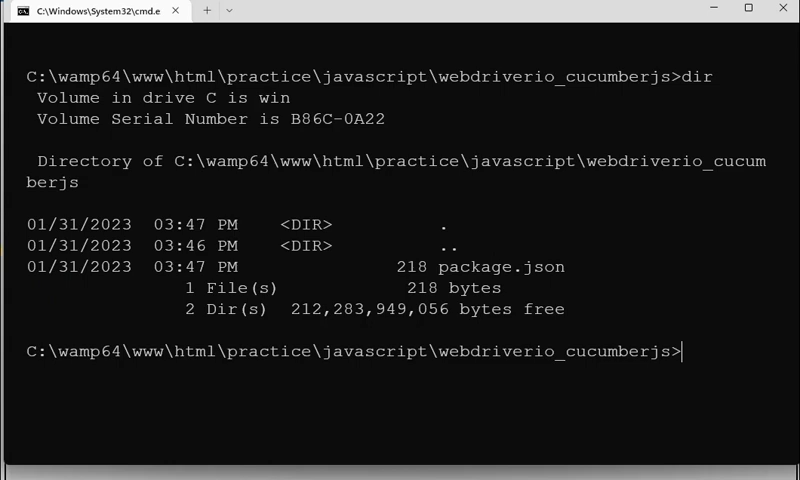 C:\Windows\System32\cmd.e
C:\wamp64\www\html\practice\javascript\webdriverio_cucumberjs>dir
Volume in drive C is win
Volume Serial Number is B86C-0A22
Directory of C:\wamp64\www\html\practice\javascript\webdriverio_cucum
berjs
01/31/2023 03:47 PM <DIR> .
01/31/2023 03:46 PM <DIR> ..
01/31/2023 03:47 PM 218 package.json
1 File(s) 218 bytes
2 Dir(s) 212,283,949,056 bytes free
C:\wamp64\www\html\practice\javascript\webdriverio_cucumberjs>